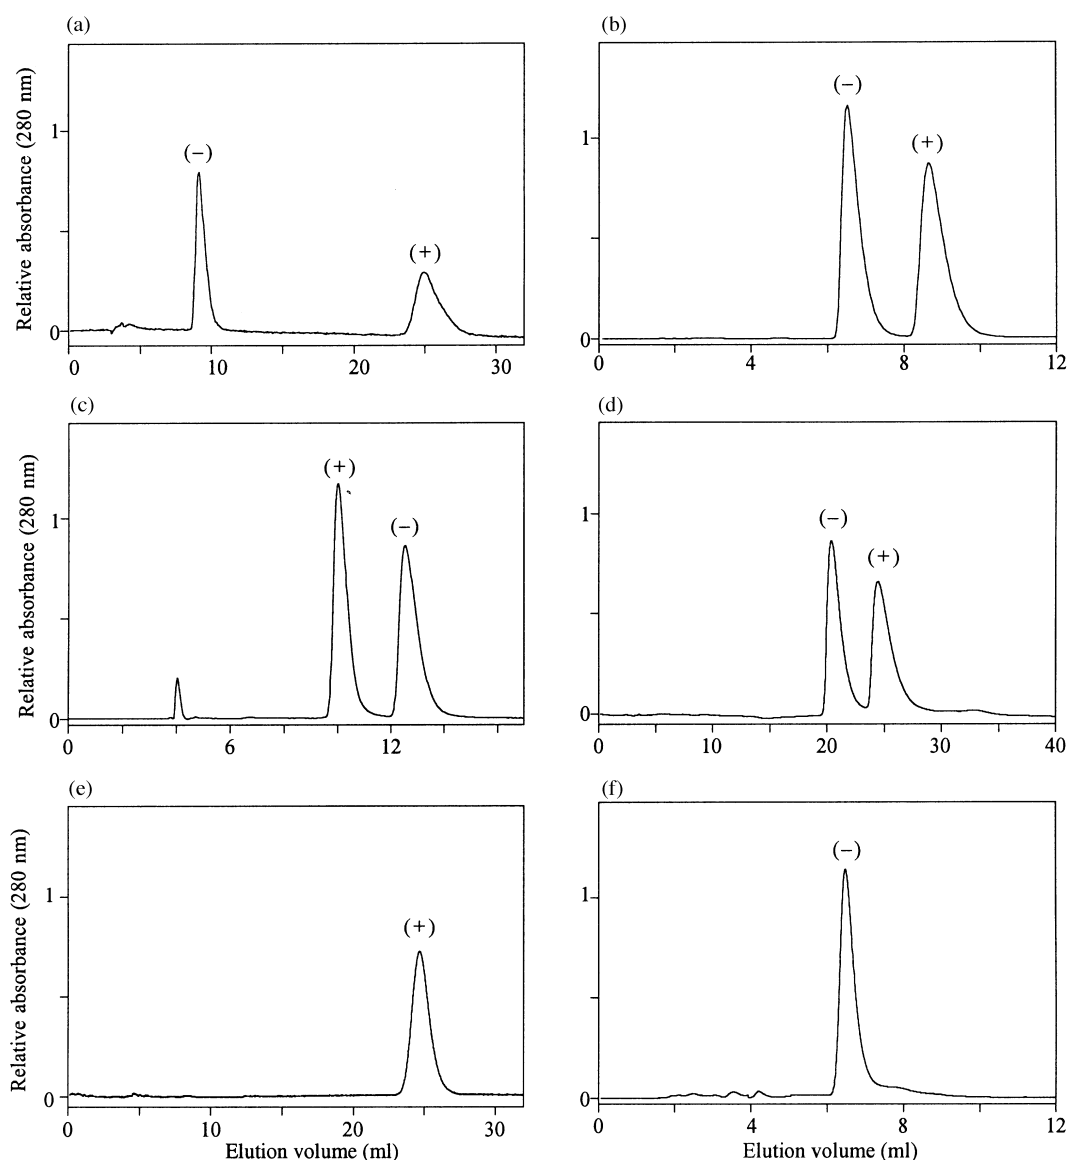 (a)
(b)
Relative absorbance (280 nm)
1
0
(−)
(+)
0 10 20 30
1
0
(−)
(+)
0 4 8 12
(c)
(d)
Relative absorbance (280 nm)
1
0
(+)
(−)
0 6 12
1
0
(−)
(+)
0 10 20 30 40
(e)
(f)
Relative absorbance (280 nm)
1
0
(+)
0 10 20 30
Elution volume (ml)
1
0
(−)
0 4 8 12
Elution volume (ml)